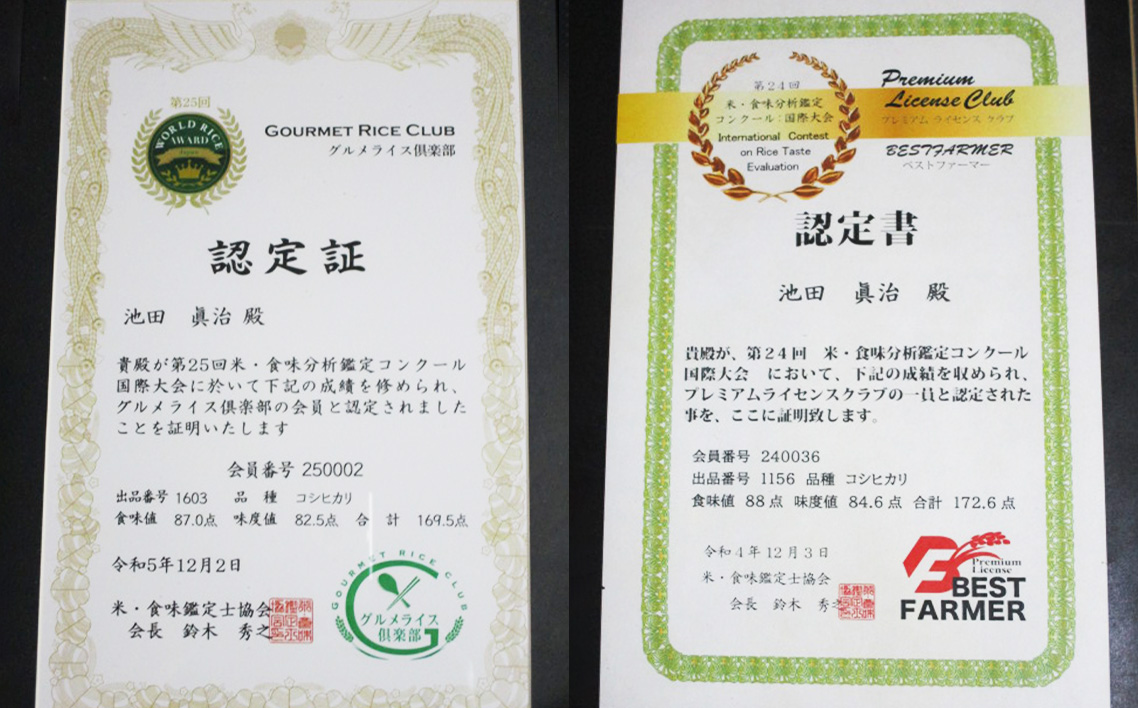 第25回
WORLD RICE
AWARD
GOURMET RICE CLUB
グルメライス倶楽部
認定証
池田 眞治 殿
貴殿が第25回米・食味分析鑑定コンクール
国際大会に於いて下記の成績を修められ、
グルメライス倶楽部の会員と認定されました
ことを証明いたします
会員番号 250002
出品番号 1603 品 種 コシヒカリ
食味値 87.0点 味度値 82.5点 合 計 169.5点
令和5年12月2日
米・食味鑑定士協会
会長 鈴木 秀之
GOURMET RICE CLUB
グルメライス
倶楽部
第24回
米・食味分析鑑定
コンクール:国際大会
International Contest
on Rice Taste
Evaluation
Premium
License Club
プレミアム ライセンス クラブ
BESTFARMER
ベストファーマー
認定書
池田 眞治 殿
貴殿が、第24回 米・食味分析鑑定コンクール
国際大会 において、下記の成績を収められ、
プレミアムライセンスクラブの一員と認定された
事を、ここに証明致します。
会員番号 240036
出品番号 1156 品種 コシヒカリ
食味値 88点 味度値 84.6点 合計 172.6点
令和4年12月3日
米・食味鑑定士協会
会長 鈴木 秀之
Premium
License
BEST
FARMER